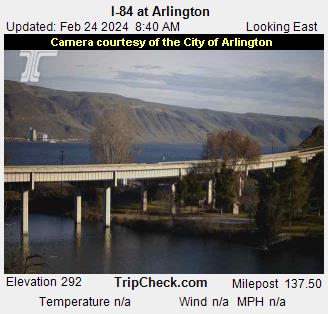 I-84 at Arlington
Updated: Feb 24 2024 8:40 AM Looking East
Camera courtesy of the City of Arlington
Elevation 292 TripCheck.com Milepost 137.50
Temperature n/a Wind n/a MPH n/a